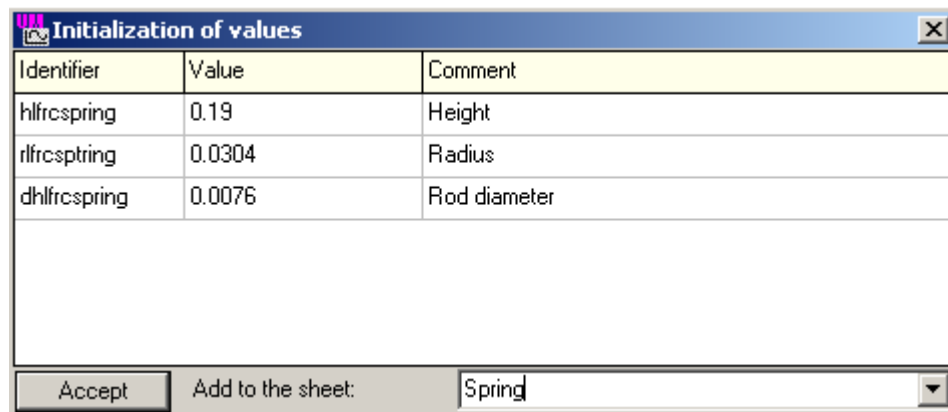 Initialization of values
Identifier Value Comment
hlfrcspring 0.19 Height
rlfrcsptring 0.0304 Radius
dhlfrcspring 0.0076 Rod diameter
Accept Add to the sheet: Spring